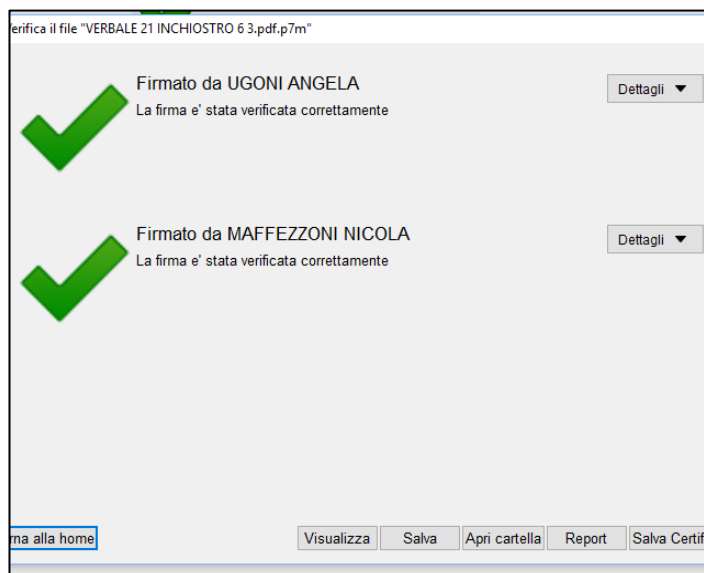 erifica il file "VERBALE 21 INCHIOSTRO 6 3.pdf.p7m"
Firmato da UGONI ANGELA
Dettagli
La firma e' stata verificata correttamente
Firmato da MAFFEZZONI NICOLA
Dettagli
La firma e' stata verificata correttamente
rna alla home Visualizza Salva Apri cartella Report Salva Certif